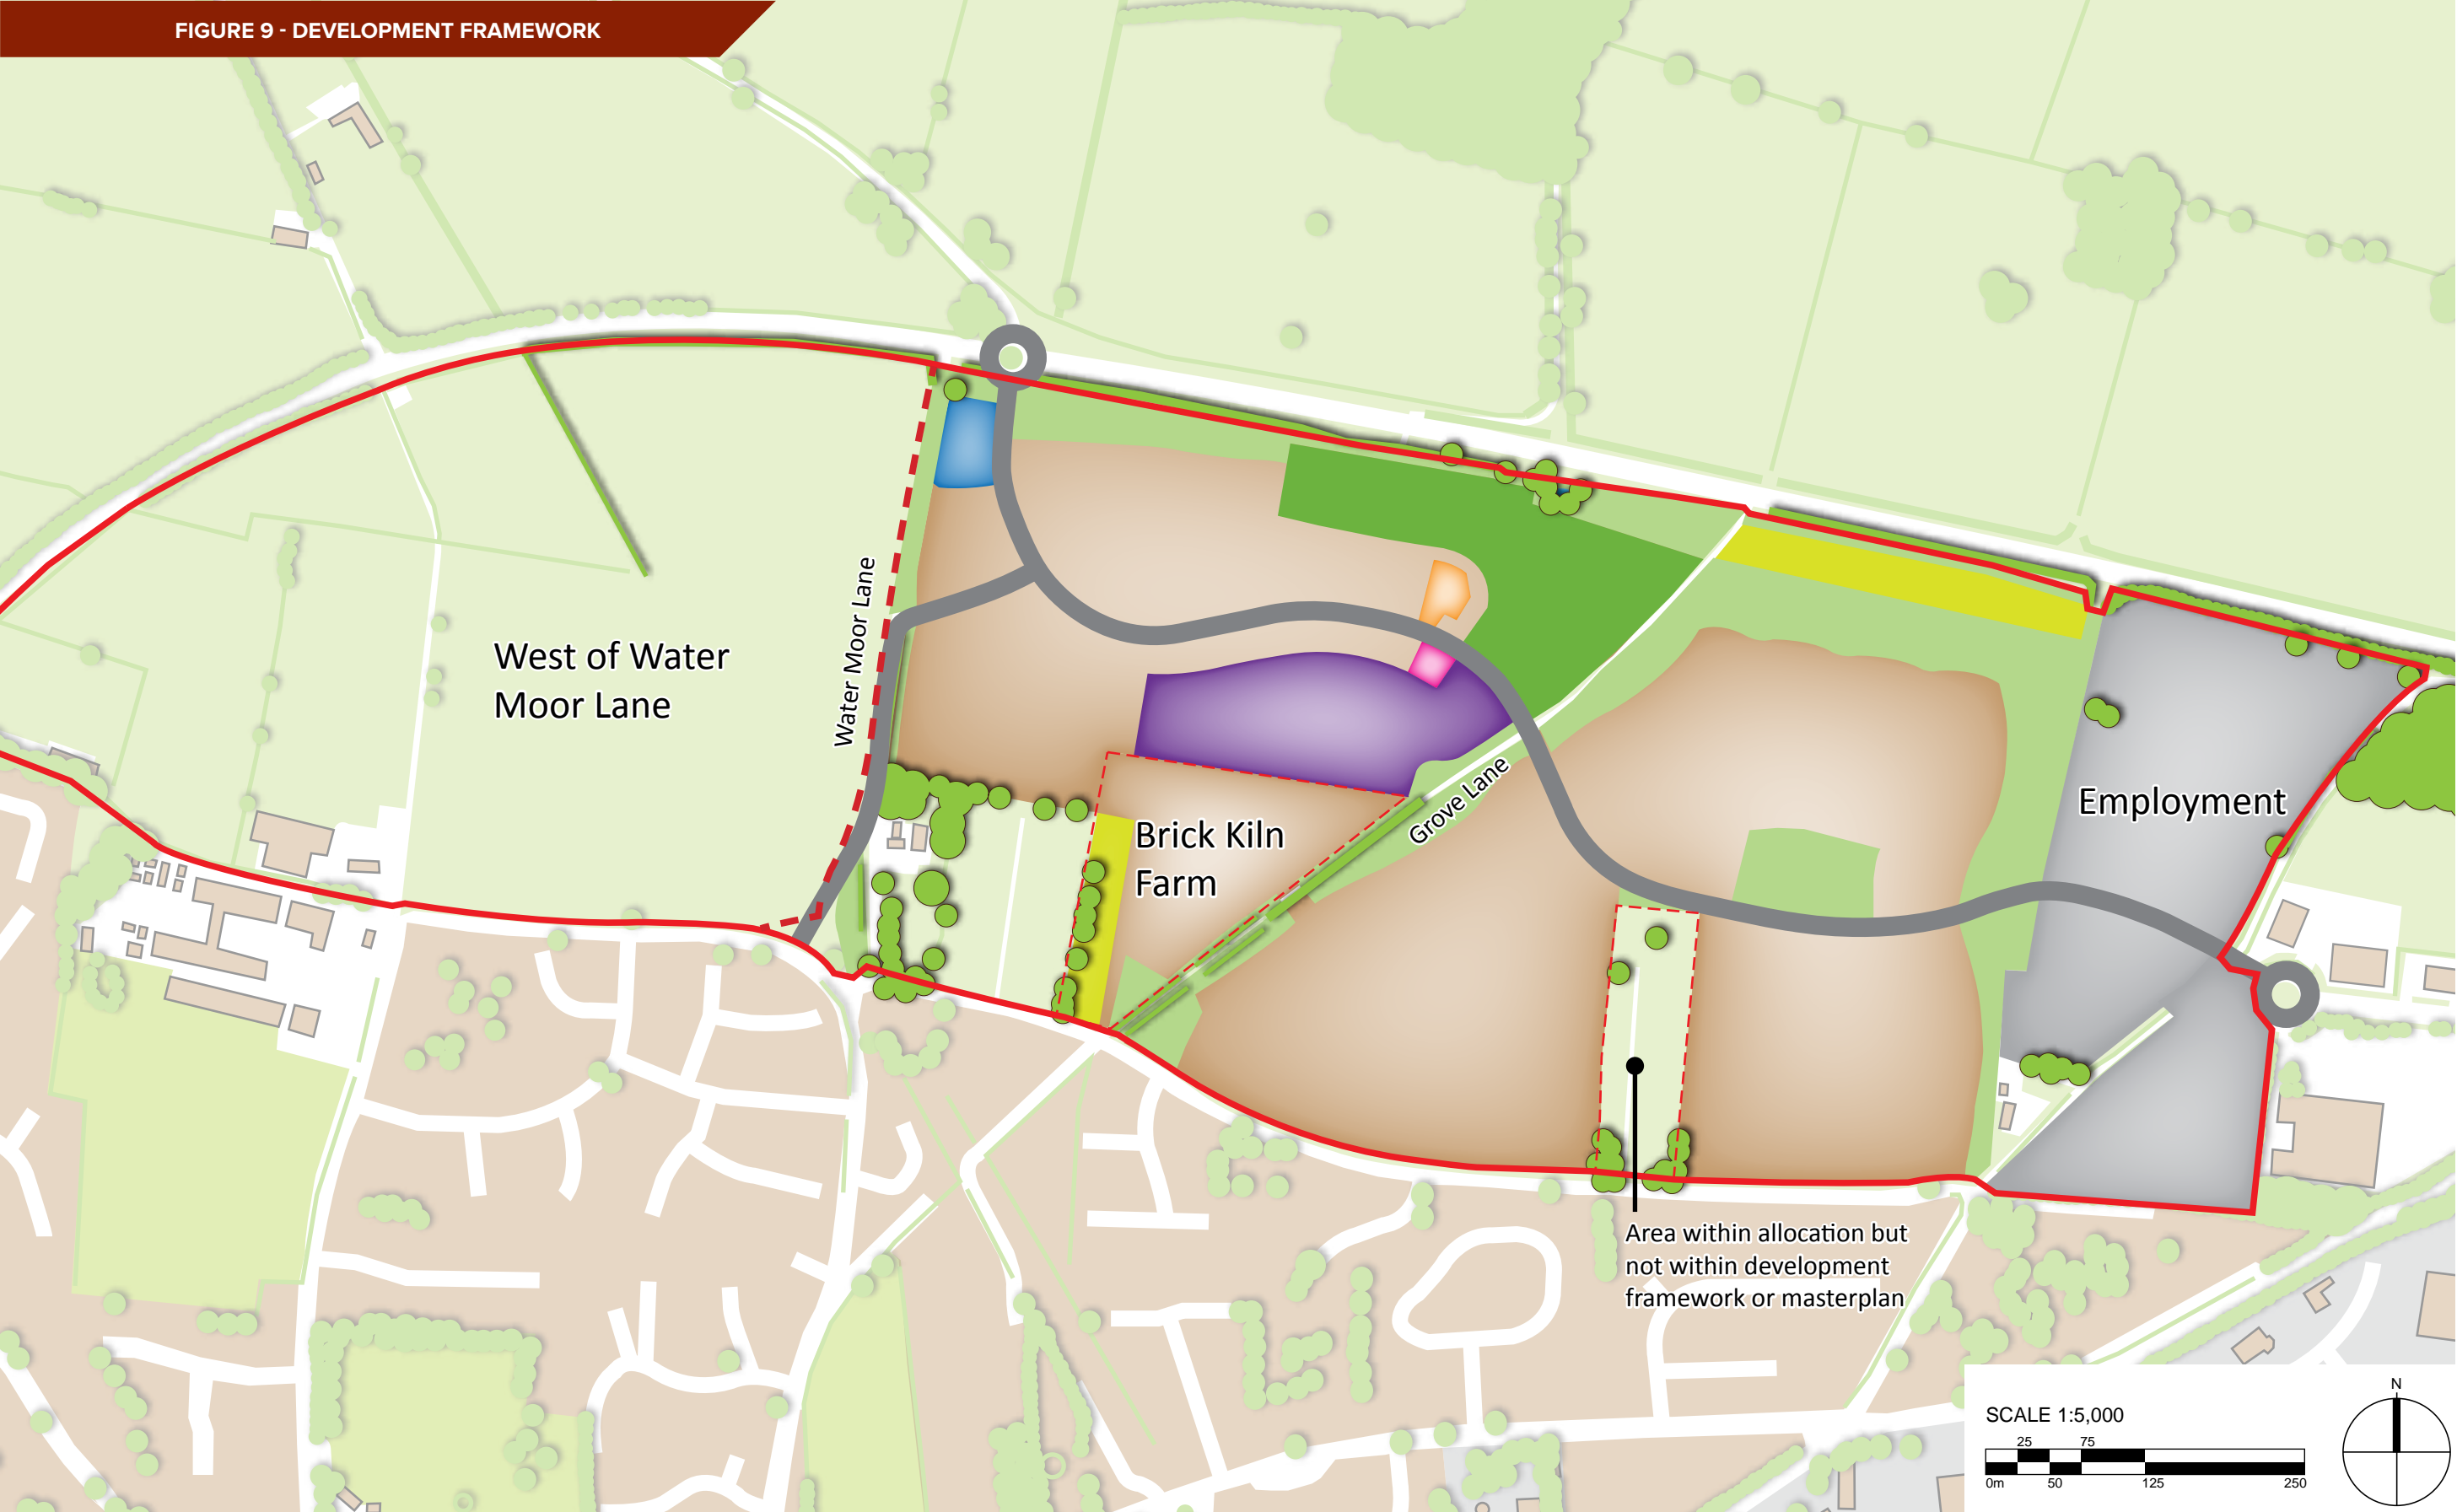 FIGURE 9 - DEVELOPMENT FRAMEWORK
West of Water
Moor Lane
Water Moor Lane
Brick Kiln
Farm
Grove Lane
Employment
Area within allocation but
not within development
framework or masterplan
SCALE 1:5,000
25 75
0m 50 125 250
N